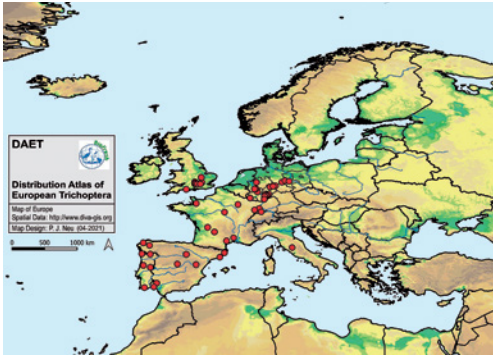 DAET
Distribution Atlas of
European Trichoptera
Map of Europe
Spatial Data: http://www.diva-gis.org
Map Design: P. J. Neu (04-2021)
0 500 1000 km